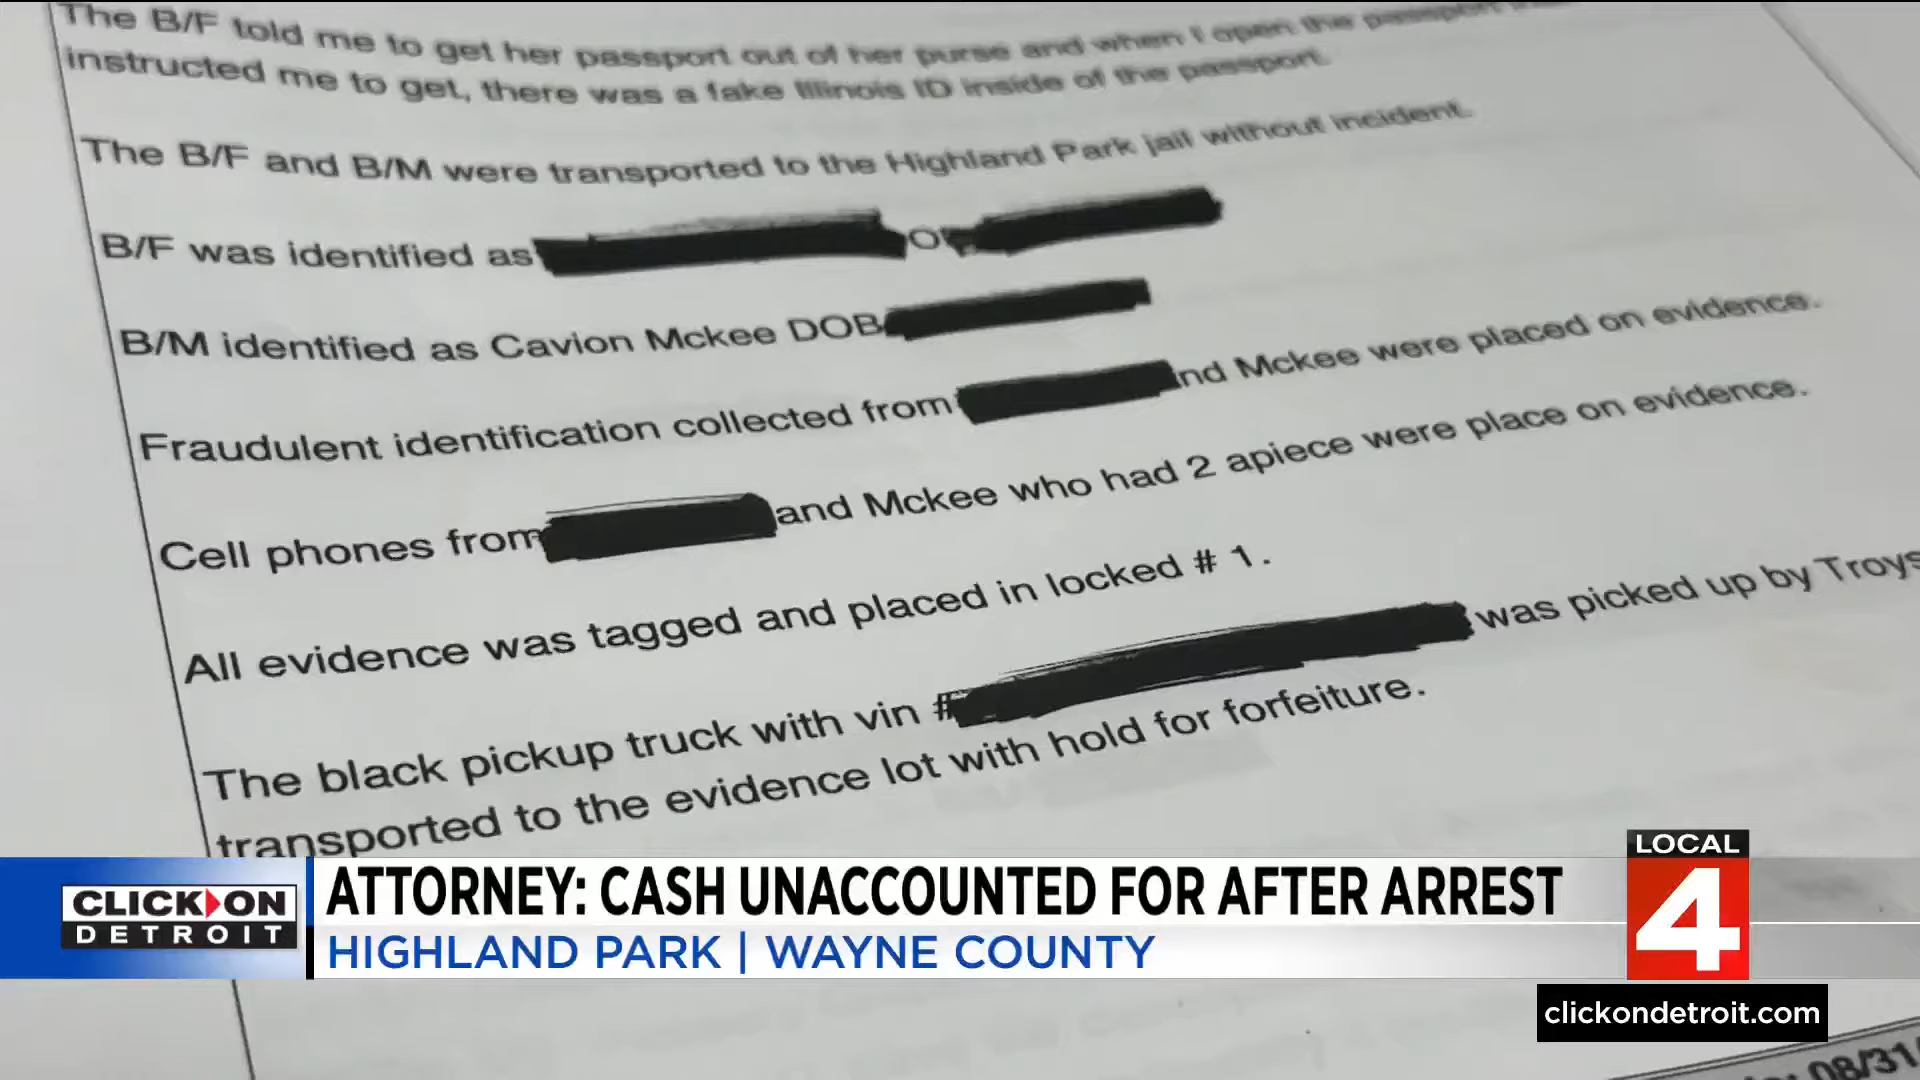 The B/F told me to get her passport out of her purse and when I open the passport
instructed me to get, there was a fake Illinois ID inside of the passport.
The B/F and B/M were transported to the Highland Park jail without incident.
B/F was identified as
B/M identified as Cavion Mckee DOB
Fraudulent identification collected from nd Mckee were placed on evidence.
Cell phones from and Mckee who had 2 apiece were place on evidence.
All evidence was tagged and placed in locked # 1.
The black pickup truck with vin # was picked up by Troys
transported to the evidence lot with hold for forfeiture.
CLICK ON
DETROIT
ATTORNEY: CASH UNACCOUNTED FOR AFTER ARREST
HIGHLAND PARK | WAYNE COUNTY
LOCAL
4
clickondetroit.com
08/31